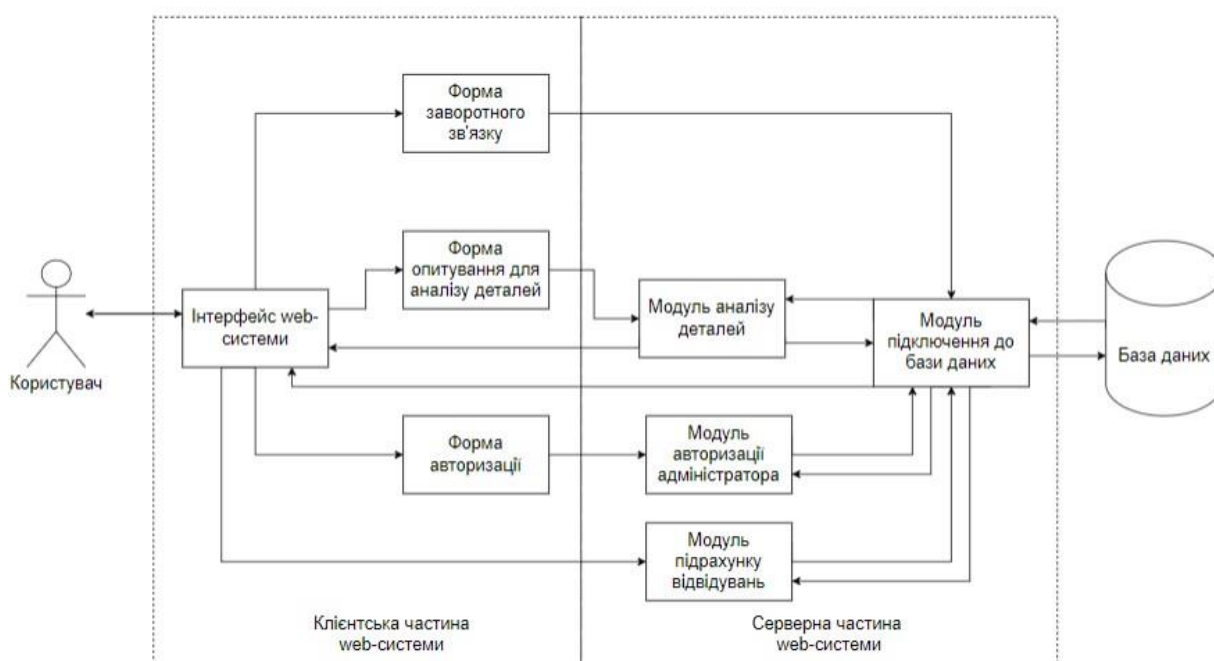 Форма
заворотного
зв'язку
Форма
опитування для
аналізу деталей
Інтерфейс web-
системи
Модуль аналізу
деталей
Модуль
підключення до
бази даних
База даних
Користувач
Форма
авторизації
Модуль
авторизації
адміністратора
Модуль
підрахунку
відвідувань
Клієнтська частина
web-системи
Серверна частина
web-системи